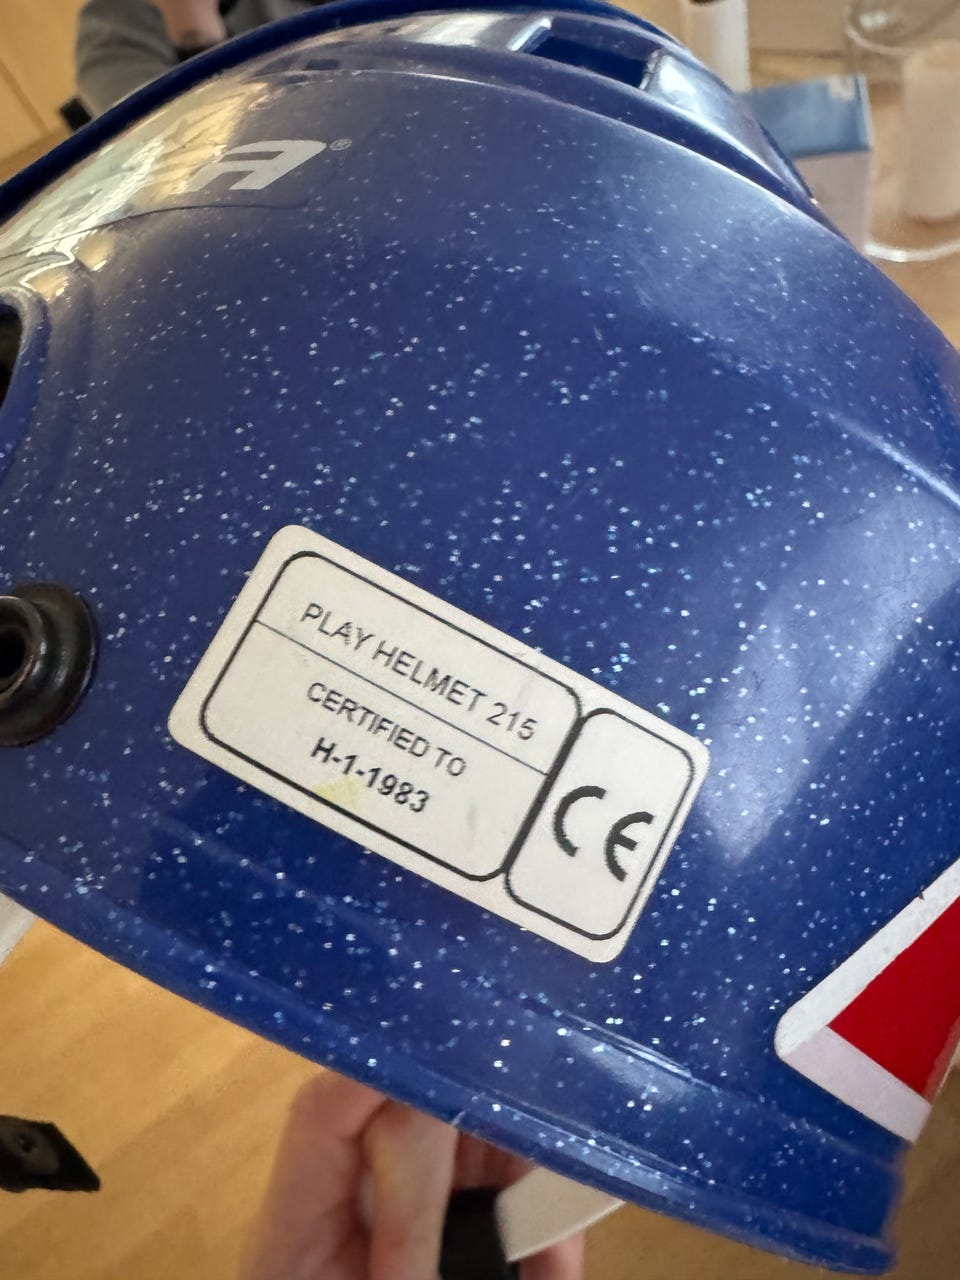 A®
PLAY HELMET 215
CERTIFIED TO
H-1-1983
CE